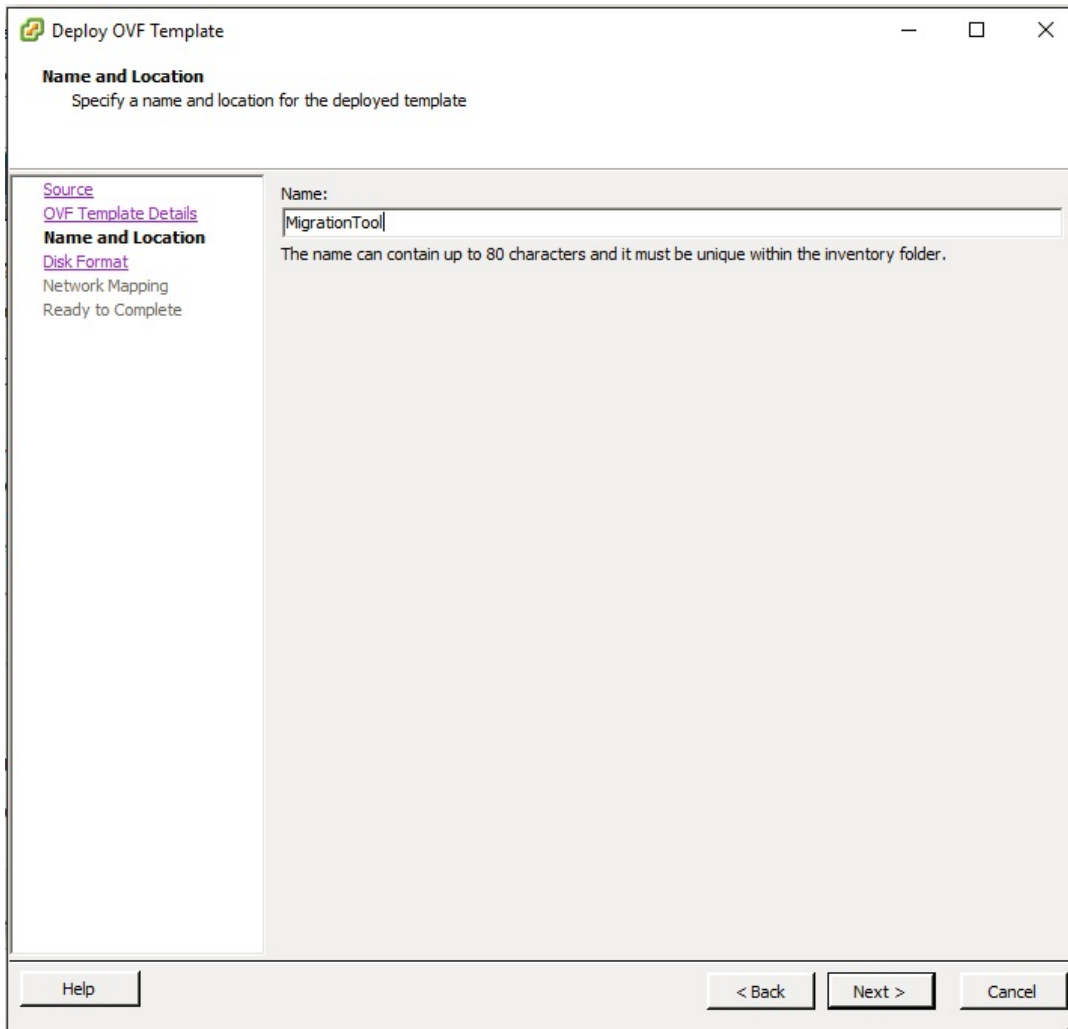 Deploy OVF Template
Name and Location
Specify a name and location for the deployed template
Source
OVF Template Details
Name and Location
Disk Format
Network Mapping
Ready to Complete
Name:
MigrationTool
The name can contain up to 80 characters and it must be unique within the inventory folder.
Help
< Back
Next >
Cancel